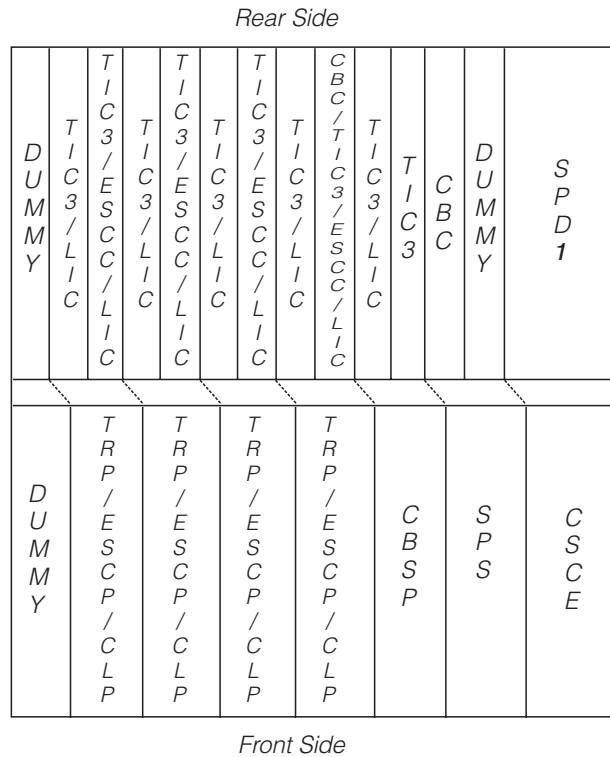 Rear Side
DUMMY
TIC3/LIC
TIC3/ESCC/LIC
TIC3/LIC
TIC3/ESCC/LIC
TIC3/LIC
TIC3/ESCC/LIC
TIC3/LIC
CBC/TIC3/ESCC/LIC
TIC3/LIC
TIC3
CBC
DUMMY
SPD1
DUMMY
TRP/ESCP/CLP
TRP/ESCP/CLP
TRP/ESCP/CLP
TRP/ESCP/CLP
CBSP
SPS
CSCE
Front Side